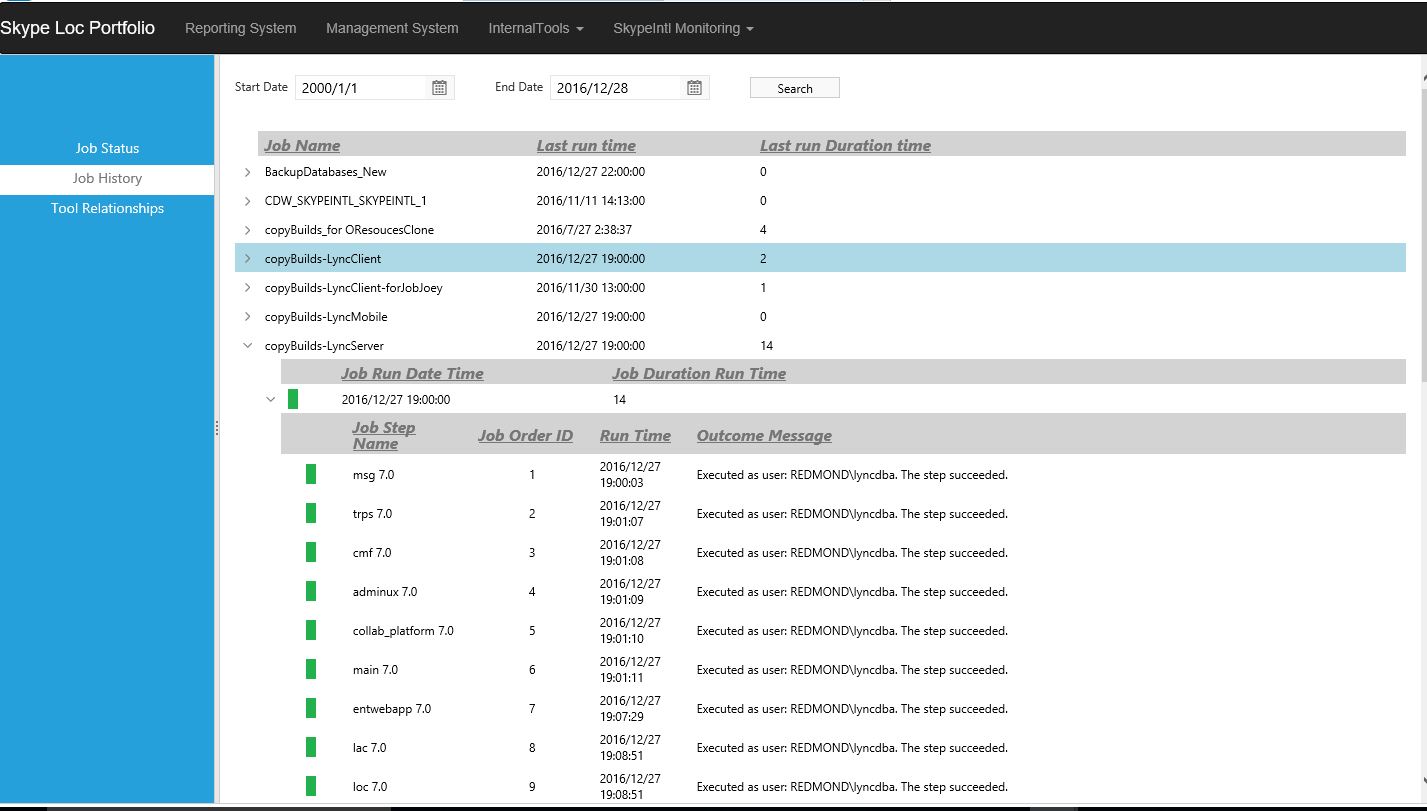 Skype Loc Portfolio Reporting System Management System InternalTools SkypeIntl Monitoring
Start Date 2000/1/1 End Date 2016/12/28 Search
Job Status
Job History
Tool Relationships
Job Name Last run time Last run Duration time
BackupDatabases_New 2016/12/27 22:00:00 0
CDW_SKYPEINTL_SKYPEINTL_1 2016/11/11 14:13:00 0
copyBuilds_for OResoucesClone 2016/7/27 2:38:37 4
copyBuilds-LyncClient 2016/12/27 19:00:00 2
copyBuilds-LyncClient-forJobJoey 2016/11/30 13:00:00 1
copyBuilds-LyncMobile 2016/12/27 19:00:00 0
copyBuilds-LyncServer 2016/12/27 19:00:00 14
Job Run Date Time Job Duration Run Time
2016/12/27 19:00:00 14
Job Step
Name Job Order ID Run Time Outcome Message
msg 7.0 1 2016/12/27
19:00:03 Executed as user: REDMOND\lyncdba. The step succeeded.
trps 7.0 2 2016/12/27
19:01:07 Executed as user: REDMOND\lyncdba. The step succeeded.
cmf 7.0 3 2016/12/27
19:01:08 Executed as user: REDMOND\lyncdba. The step succeeded.
adminux 7.0 4 2016/12/27
19:01:09 Executed as user: REDMOND\lyncdba. The step succeeded.
collab_platform 7.0 5 2016/12/27
19:01:10 Executed as user: REDMOND\lyncdba. The step succeeded.
main 7.0 6 2016/12/27
19:01:11 Executed as user: REDMOND\lyncdba. The step succeeded.
entwebapp 7.0 7 2016/12/27
19:07:29 Executed as user: REDMOND\lyncdba. The step succeeded.
lac 7.0 8 2016/12/27
19:08:51 Executed as user: REDMOND\lyncdba. The step succeeded.
loc 7.0 9 2016/12/27
19:08:51 Executed as user: REDMOND\lyncdba. The step succeeded.